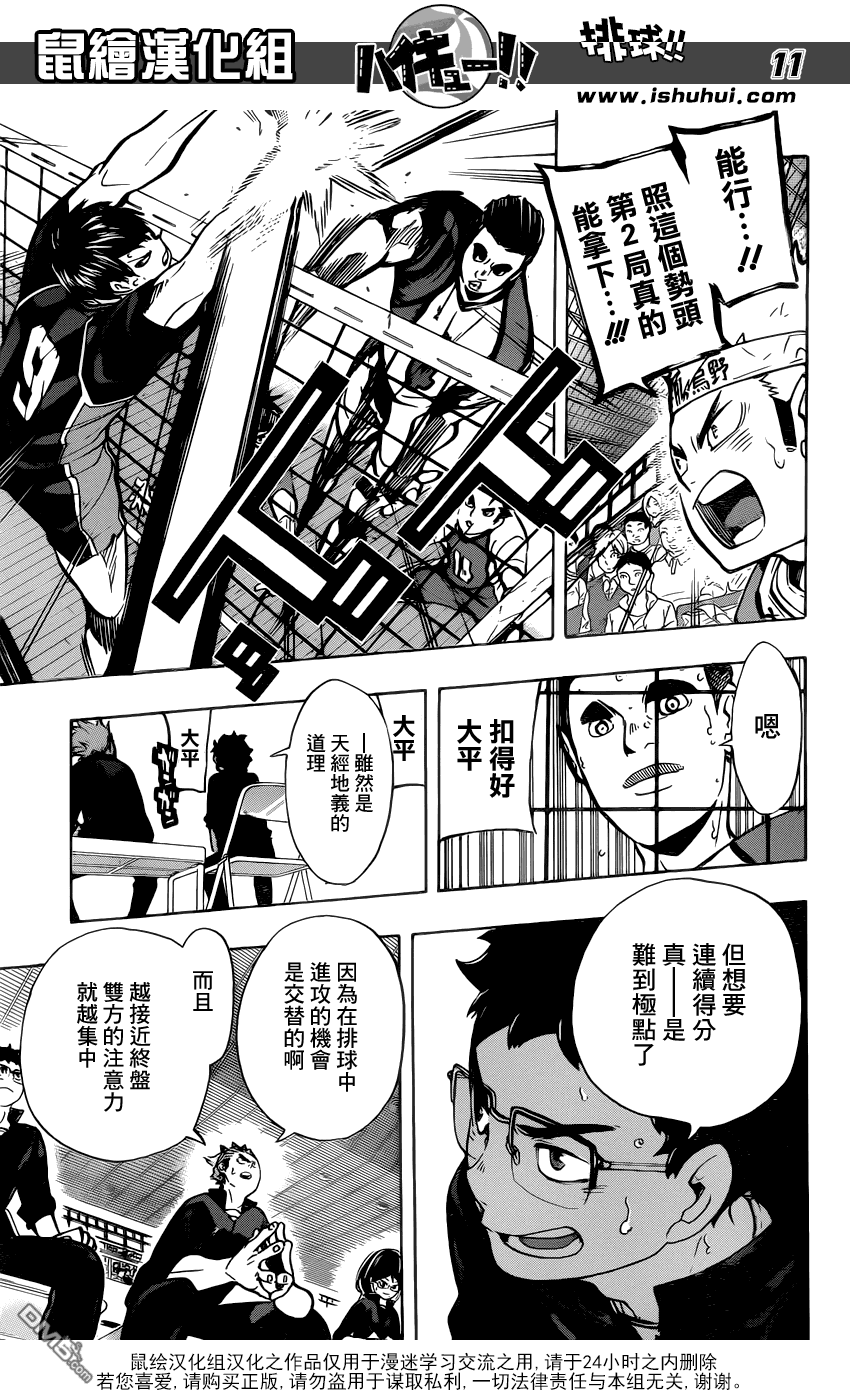 鼠繪漢化組
ハイキュー!!
排球!!
11
www.ishuhui.com
能行…!!
照這個勢頭
第2局真的
能拿下…!!!
烏野
9
ドドド
嗯
扣得好
大平
大平
大平
—雖然是
天經地義的
道理
但想要
連續得分
真—是
難到極點了
因為在排球中
進攻的機會
是交替的啊
而且
越接近終盤
雙方的注意力
就越集中
鼠绘汉化组汉化之作品仅用于漫迷学习交流之用, 请于24小时之内删除
若您喜爱, 请购买正版, 请勿盗用于谋取私利, 一切法律责任与本组无关, 谢谢。